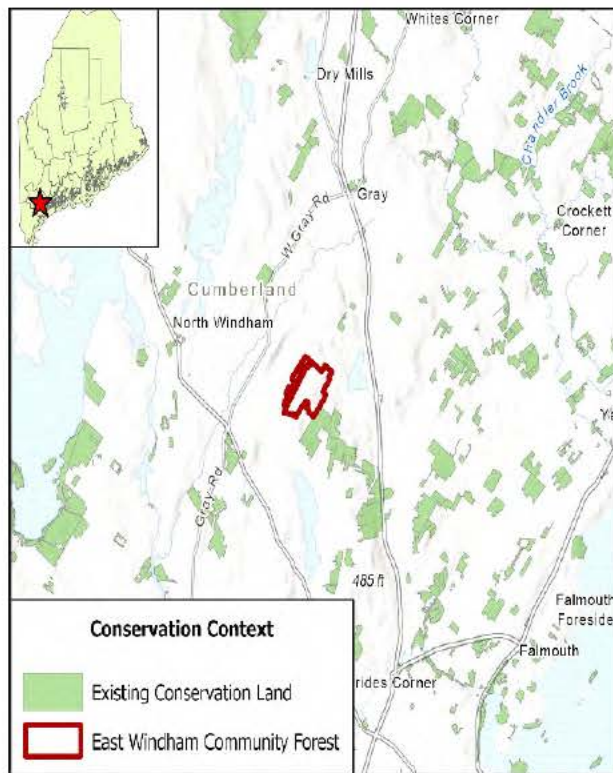 Whites Corner
Dry Mills
Chandler Brook
W Gray Rd
Gray
Crockett
Corner
Cumberland
North Windham
Gray Rd
485 ft
Falmouth
Foreside
Falmouth
rides Corner
Conservation Context
Existing Conservation Land
East Windham Community Forest